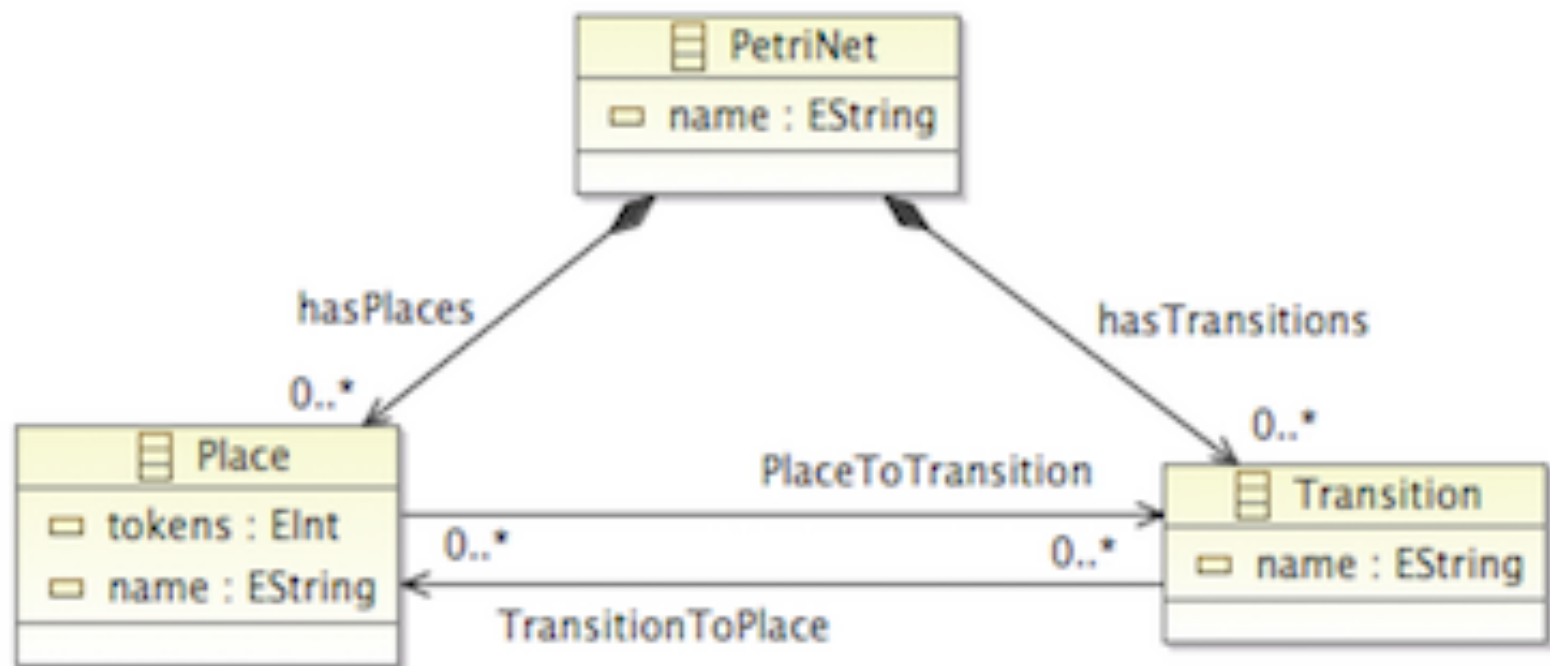 PetriNet
name : EString
hasPlaces
hasTransitions
0..*
0..*
Place
PlaceToTransition
Transition
tokens : EInt
0..*
0..*
name : EString
name : EString
TransitionToPlace